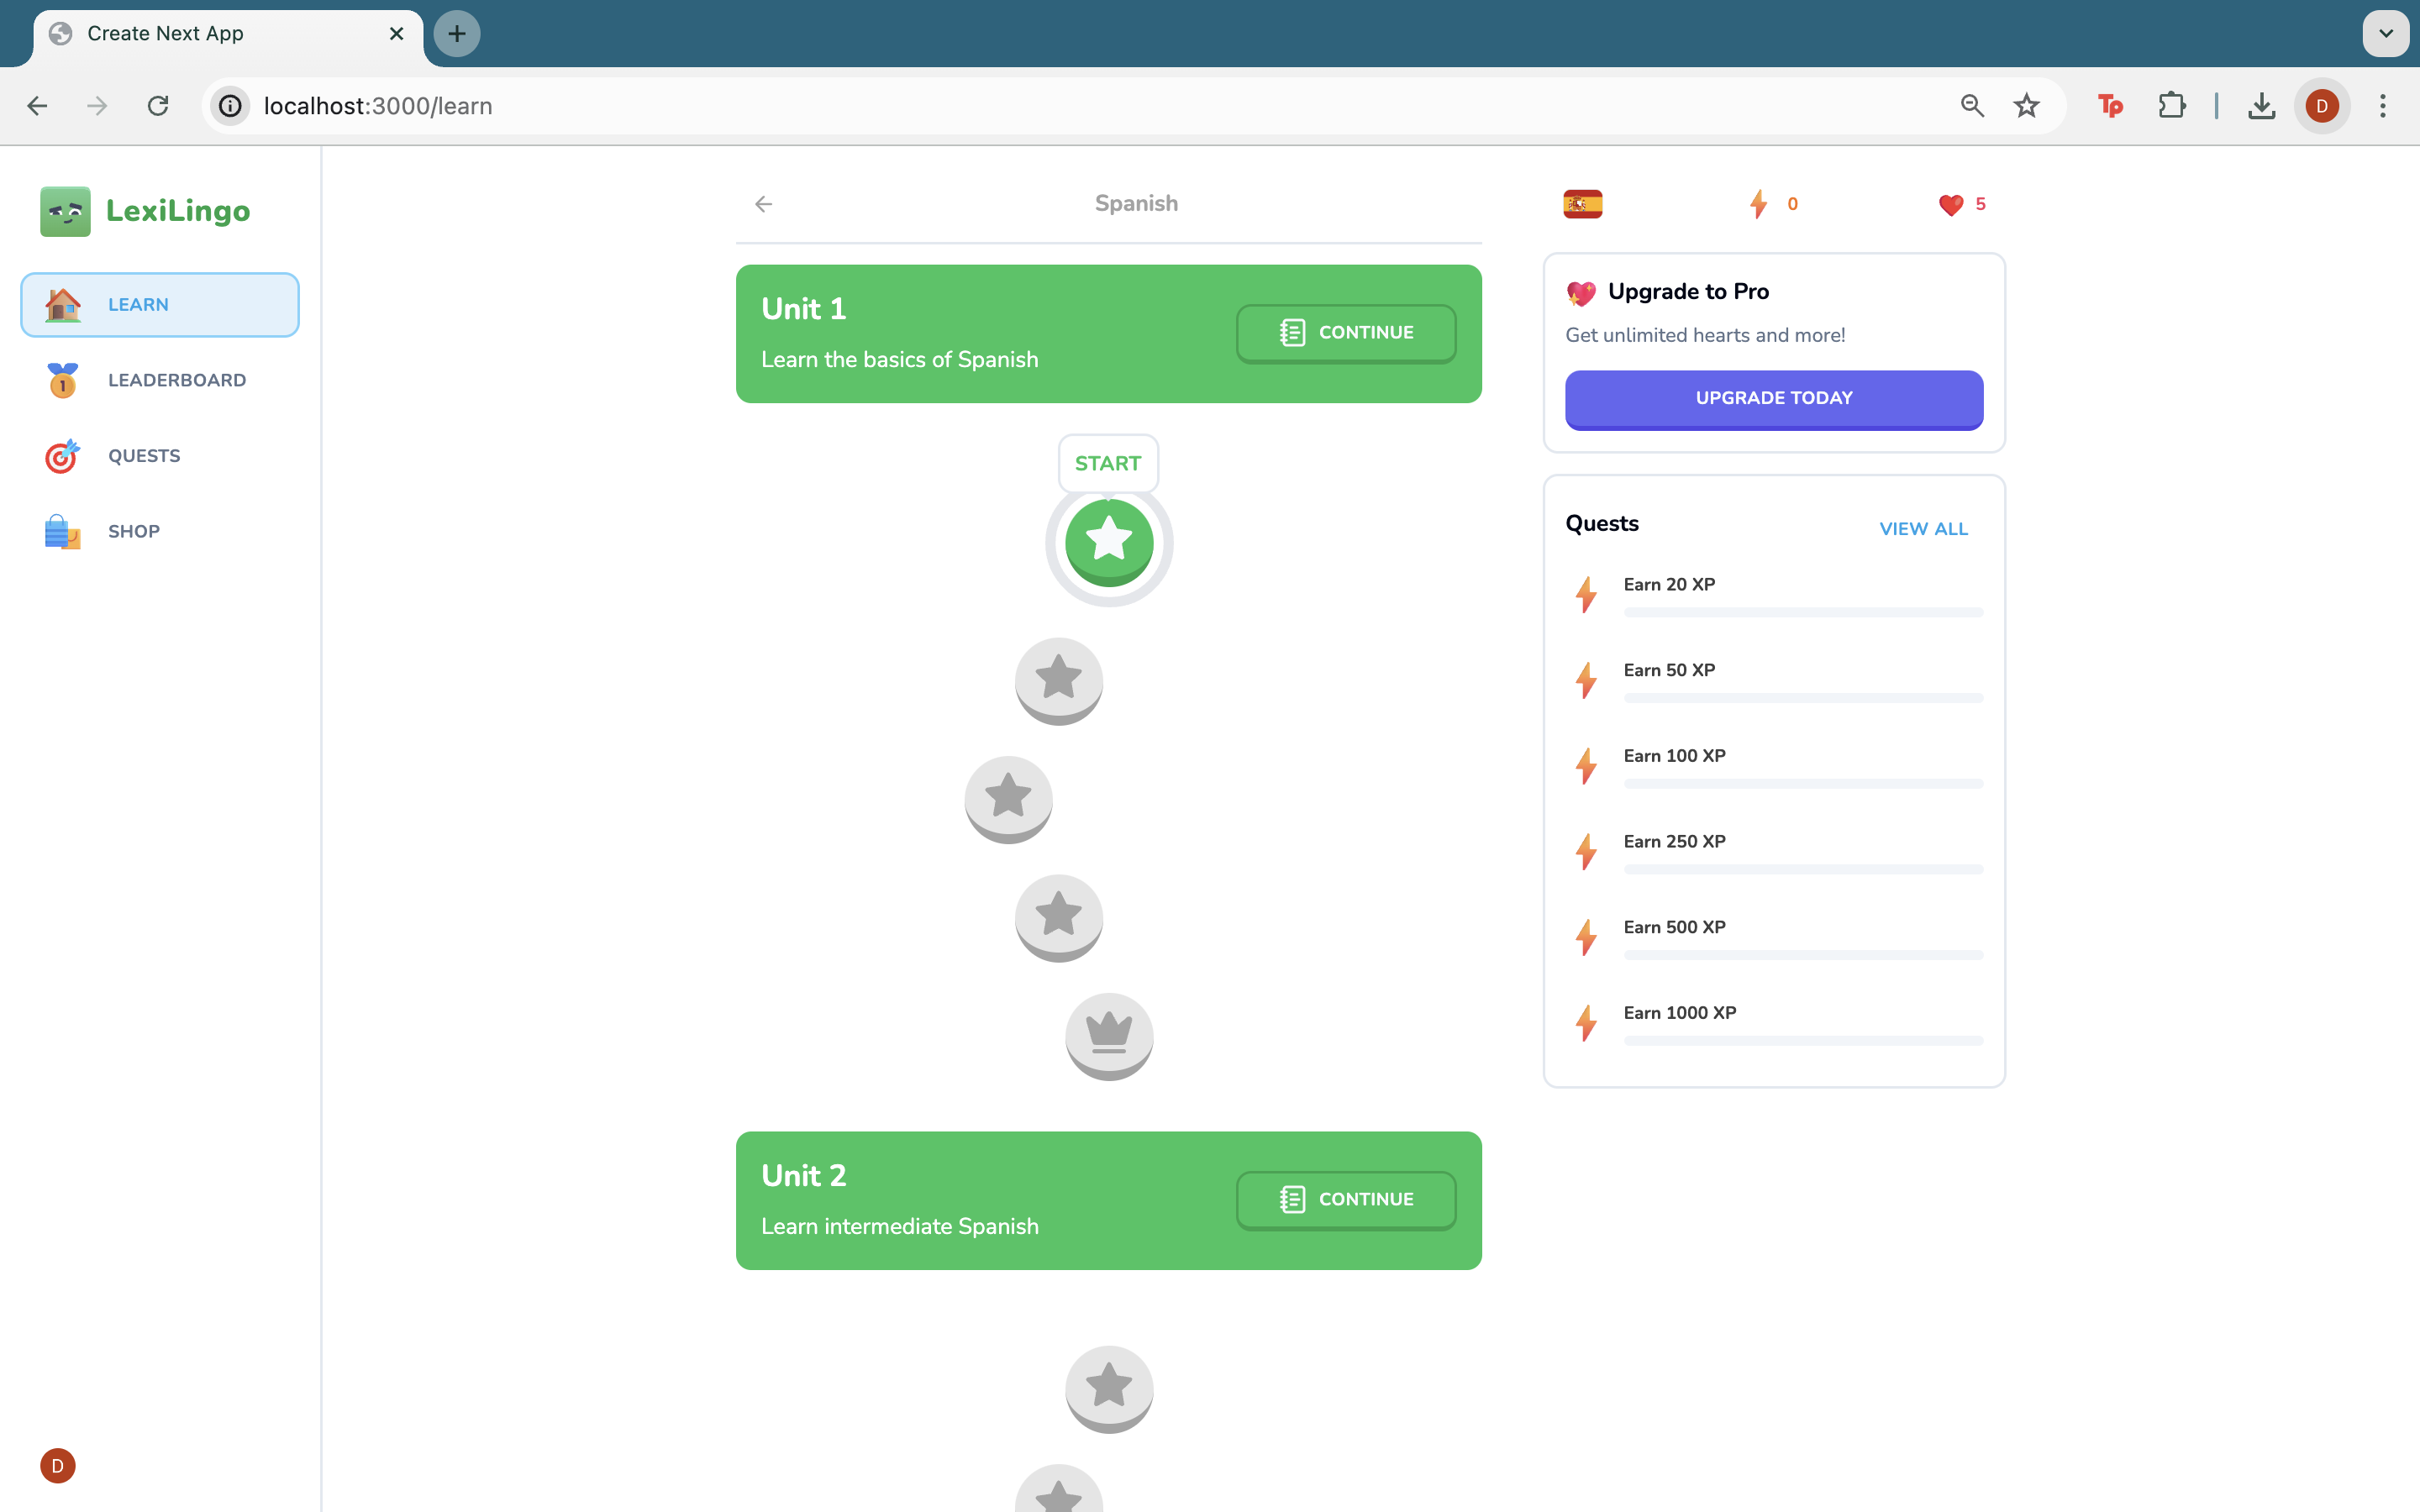 Create Next App
localhost:3000/learn
Tp
D
LexiLingo
LEARN
LEADERBOARD
1
QUESTS
SHOP
D
Spanish
Unit 1
Learn the basics of Spanish
CONTINUE
START
Unit 2
Learn intermediate Spanish
CONTINUE
0
5
Upgrade to Pro
Get unlimited hearts and more!
UPGRADE TODAY
Quests
VIEW ALL
Earn 20 XP
Earn 50 XP
Earn 100 XP
Earn 250 XP
Earn 500 XP
Earn 1000 XP